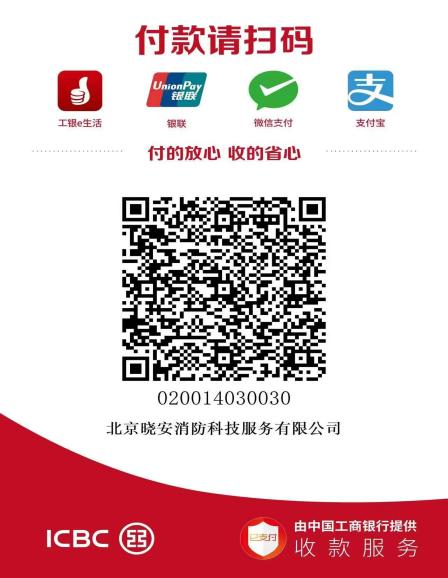 付款请扫码
UnionPay
银联
支
工银e生活
银联
微信支付
支付宝
付的放心 收的省心
020014030030
北京晓安消防科技服务有限公司
ICBC
e支付
由中国工商银行提供
收款服务